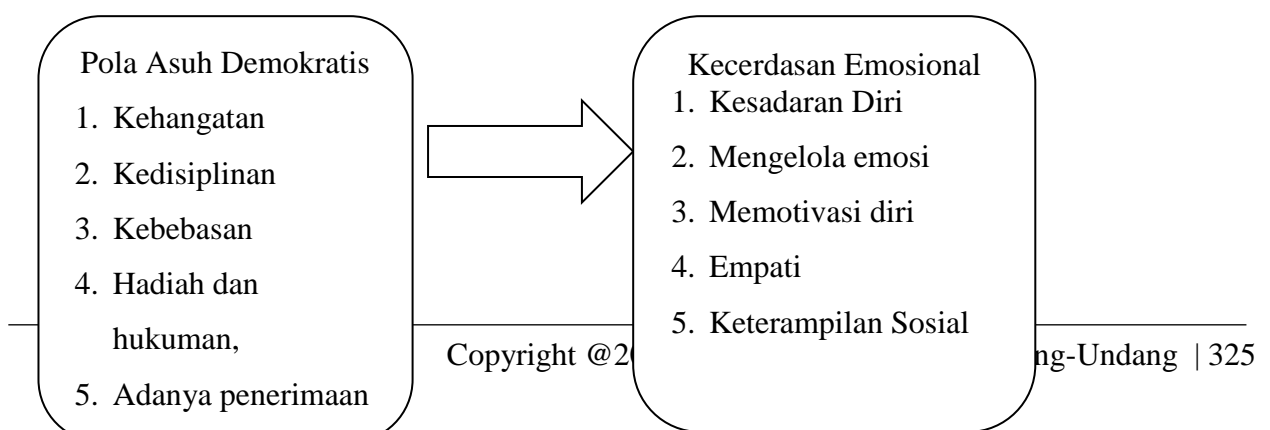 Pola Asuh Demokratis
1. Kehangatan
2. Kedisiplinan
3. Kebebasan
4. Hadiah dan
hukuman,
5. Adanya penerimaan
Kecerdasan Emosional
1. Kesadaran Diri
2. Mengelola emosi
3. Memotivasi diri
4. Empati
5. Keterampilan Sosial
Copyright @20
ng-Undang | 325